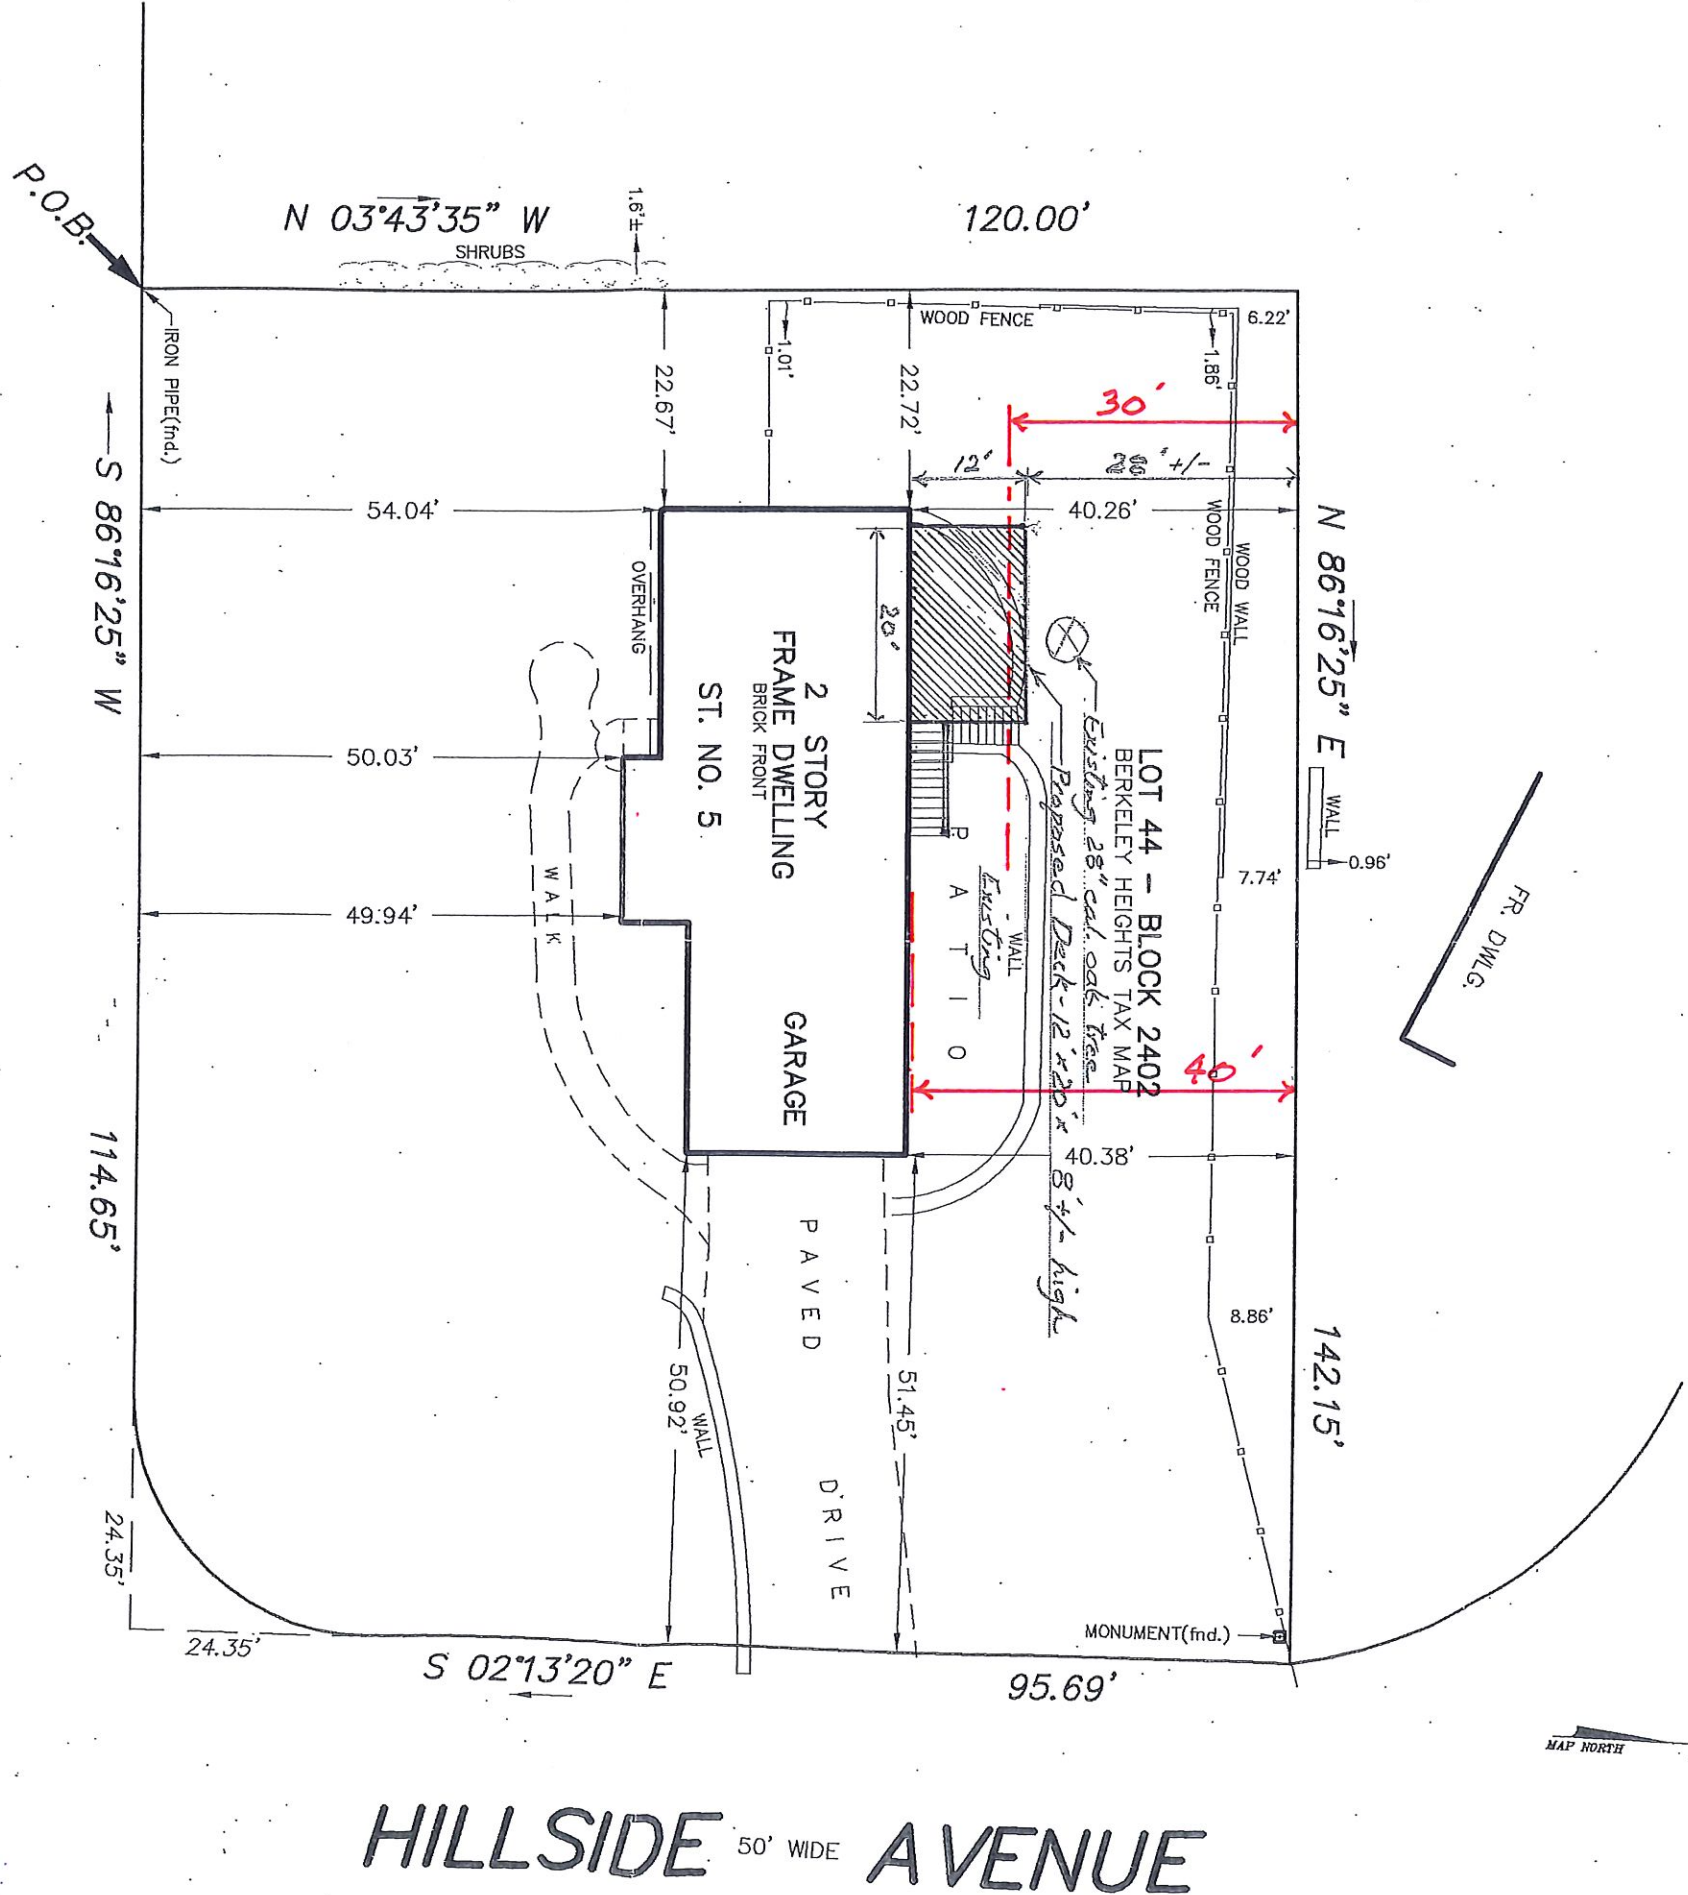 P.O.B.
N 03°43'35" W
SHRUBS
1.6'±
120.00'
IRON PIPE(fnd.)
WOOD FENCE
6.22'
1.01'
1.86'
22.67'
22.72'
30'
12'
+/-
S 86°16'25" W
54.04'
40.26'
WOOD FENCE
WOOD WALL
N 86°16'25" E
OVERHANG
20'
2 STORY
FRAME DWELLING
BRICK FRONT
ST. NO. 5
LOT 44 - BLOCK 2402
BERKELEY HEIGHTS TAX MAP
Existing 28" cal. oak tree
Proposed Deck - 12' x 20' x 8' +/- high
50.03'
WALL
0.96'
7.74'
FR. DWLG.
WALK
49.94'
PATIO
Existing
WALL
GARAGE
40'
40.38'
114.65'
PAVED
DRIVE
8.86'
142.15'
50.92'
WALL
51.45'
24.35'
24.35'
MONUMENT(fnd.)
S 02°13'20" E
95.69'
MAP NORTH
HILLSIDE 50' WIDE AVENUE